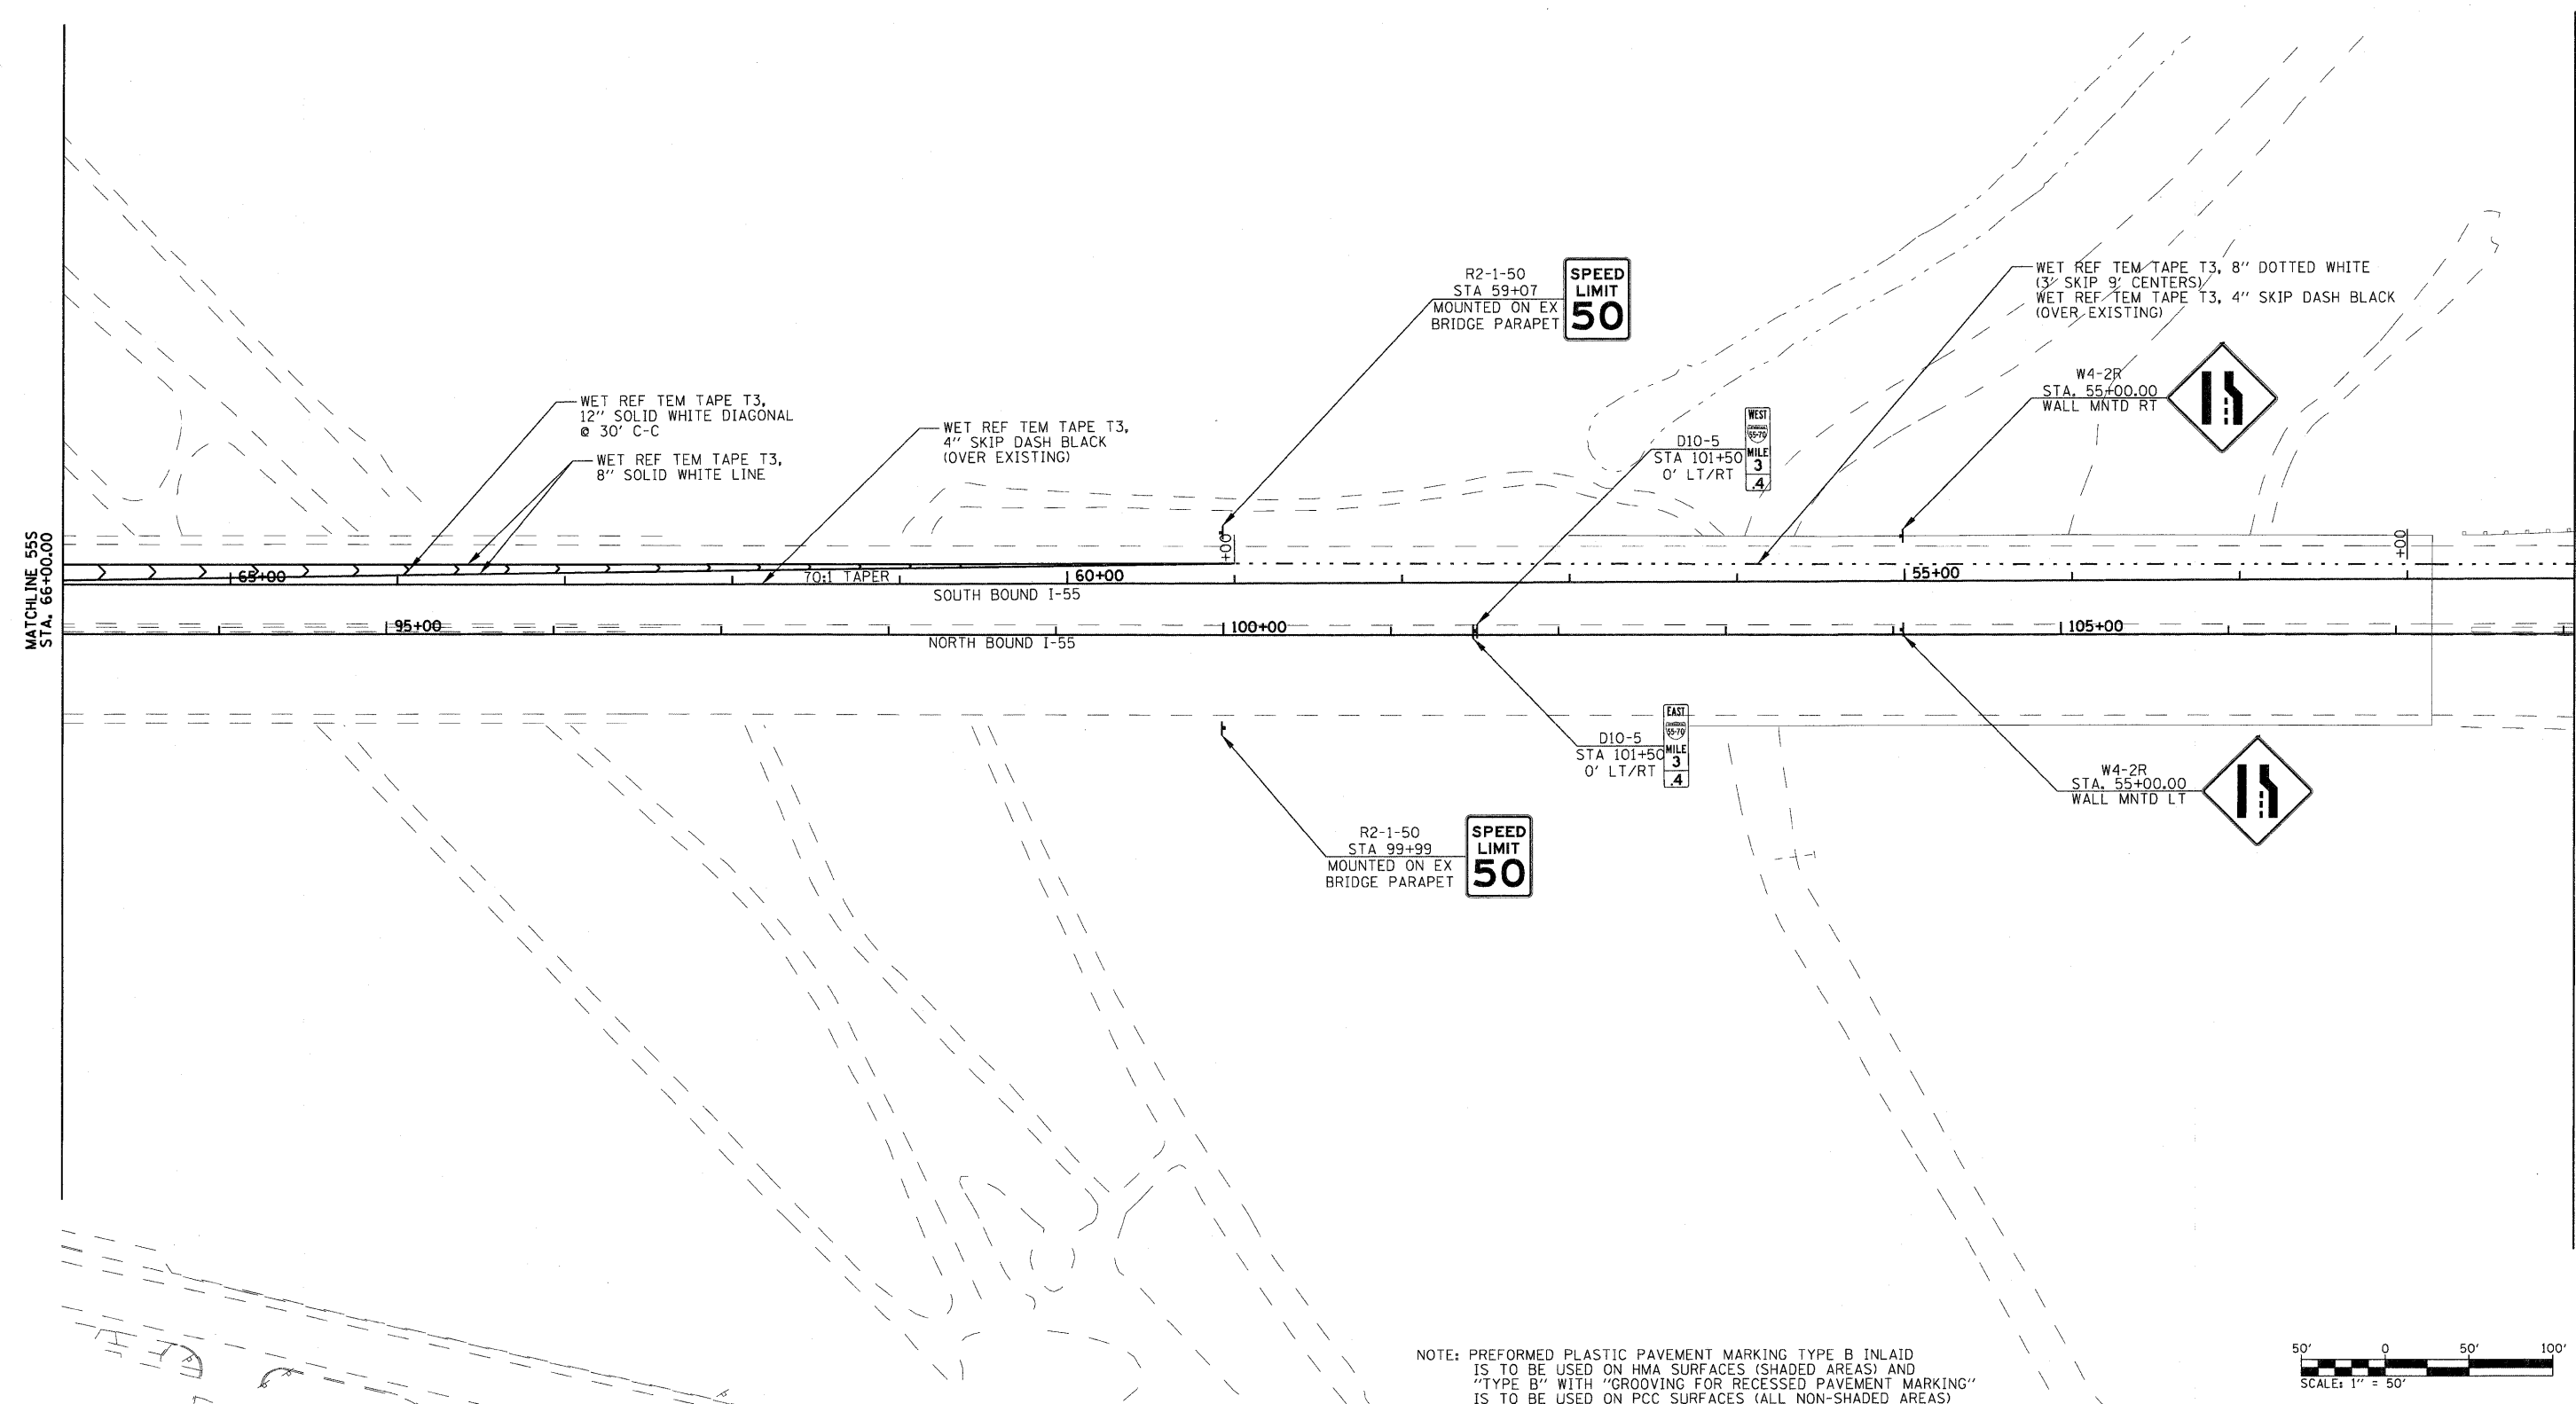 R2-1-50
STA 59+07
MOUNTED ON EX
BRIDGE PARAPET
SPEED
LIMIT
50
WET REF TEM TAPE T3, 8" DOTTED WHITE
(3' SKIP 9' CENTERS)
WET REF TEM TAPE T3, 4" SKIP DASH BLACK
(OVER EXISTING)
W4-2R
STA. 55+00.00
WALL MNTD RT
WET REF TEM TAPE T3,
12" SOLID WHITE DIAGONAL
@ 30' C-C
WET REF TEM TAPE T3,
8" SOLID WHITE LINE
WET REF TEM TAPE T3,
4" SKIP DASH BLACK
(OVER EXISTING)
D10-5
STA 101+50
0' LT/RT
WEST
55-70
MILE
3
.4
MATCHLINE 55S
STA. 66+00.00
+00
+00
65+00
70:1 TAPER
60+00
55+00
SOUTH BOUND I-55
95+00
100+00
105+00
NORTH BOUND I-55
D10-5
STA 101+50
0' LT/RT
EAST
55-70
MILE
3
.4
W4-2R
STA. 55+00.00
WALL MNTD LT
R2-1-50
STA 99+99
MOUNTED ON EX
BRIDGE PARAPET
SPEED
LIMIT
50
NOTE: PREFORMED PLASTIC PAVEMENT MARKING TYPE B INLAID
IS TO BE USED ON HMA SURFACES (SHADED AREAS) AND
"TYPE B" WITH "GROOVING FOR RECESSED PAVEMENT MARKING"
IS TO BE USED ON PCC SURFACES (ALL NON-SHADED AREAS)
50' 0 50' 100'
SCALE: 1" = 50'